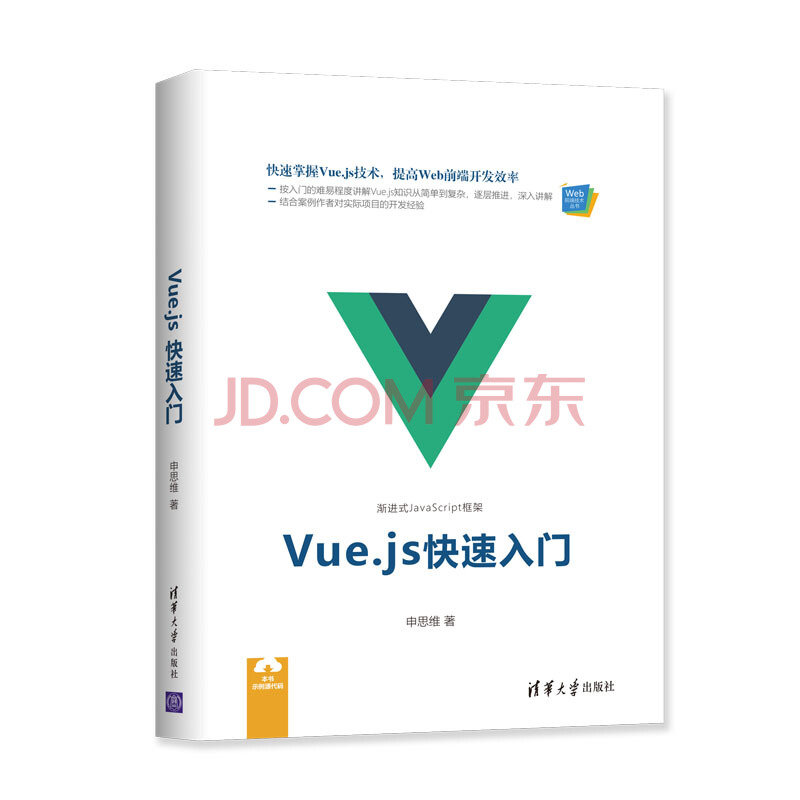 快速掌握Vue.js技术，提高Web前端开发效率
按入门的难易程度讲解Vue.js知识从简单到复杂，逐层推进，深入讲解
结合案例作者对实际项目的开发经验
Web
前端技术
丛书
JD.COM 京东
渐进式JavaScript框架
Vue.js快速入门
申思维 著
本书
示例源代码
清华大学出版社
Vue.js 快速入门
申思维 著
清华大学出版社